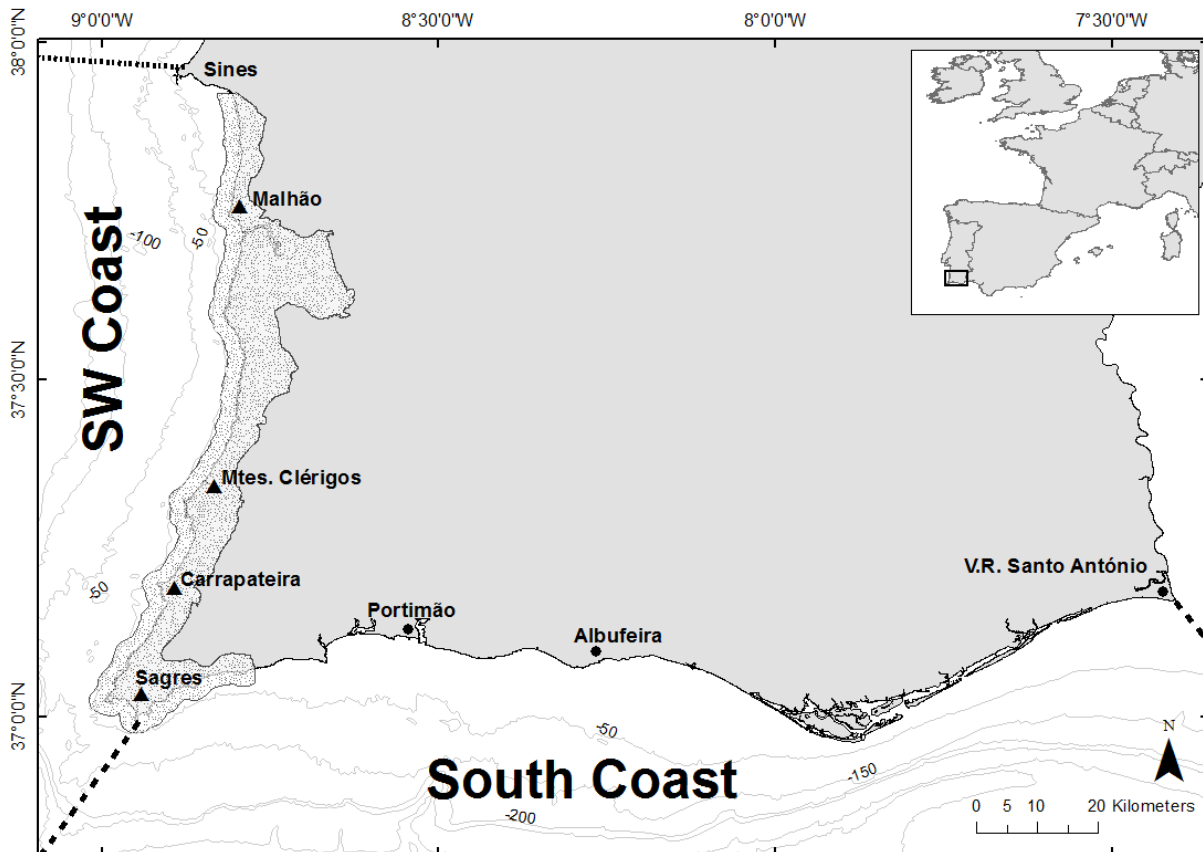 9°0'0"W
8°30'0"W
8°0'0"W
7°30'0"W
38°0'0"N
Sines
Malhão
-100
-50
SW Coast
37°30'0"N
Mtes. Clérigos
Carrapateira
-50
V.R. Santo António
Portimão
Albufeira
Sagres
37°0'0"N
-50
N
South Coast
-150
-200
0 5 10 20 Kilometers